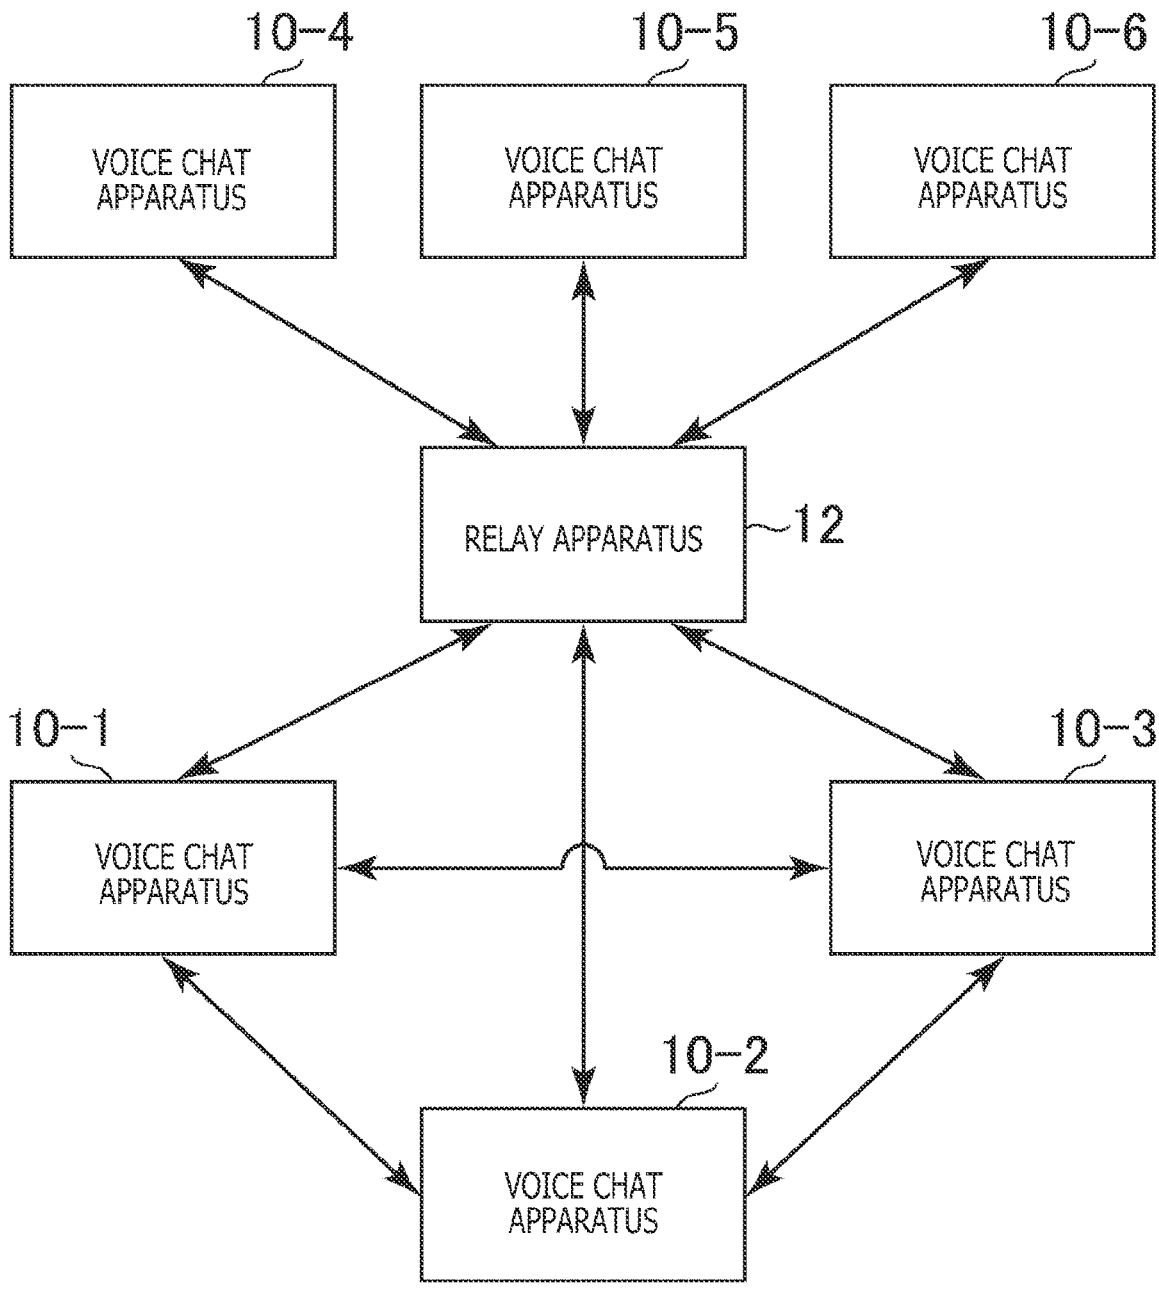 10-4
10-5
10-6
VOICE CHAT
APPARATUS
VOICE CHAT
APPARATUS
VOICE CHAT
APPARATUS
RELAY APPARATUS
12
10-1
10-3
VOICE CHAT
APPARATUS
VOICE CHAT
APPARATUS
10-2
VOICE CHAT
APPARATUS